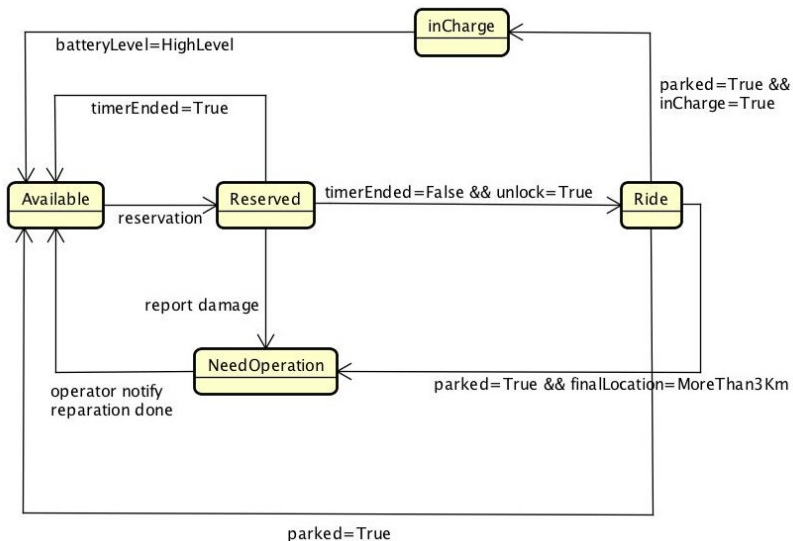 inCharge
batteryLevel=HighLevel
parked=True &&
inCharge=True
timerEnded=True
Available
Reserved
timerEnded=False && unlock=True
Ride
reservation
report damage
NeedOperation
parked=True && finalLocation=MoreThan3Km
operator notify
reparation done
parked=True